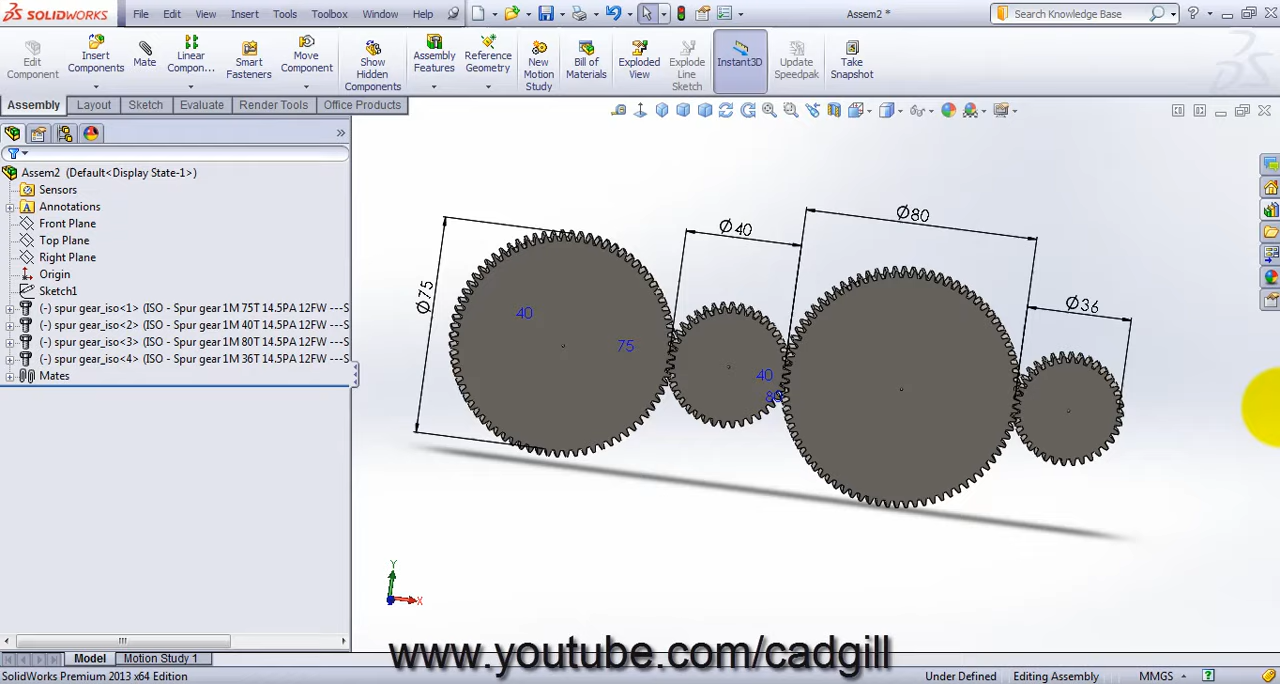 SOLIDWORKS File Edit View Insert Tools Toolbox Window Help Assem2 * Search Knowledge Base
Edit Component
Insert Components
Mate
Linear Compon...
Smart Fasteners
Move Component
Show Hidden Components
Assembly Features
Reference Geometry
New Motion Study
Bill of Materials
Exploded View
Explode Line Sketch
Instant3D
Update Speedpak
Take Snapshot
Assembly Layout Sketch Evaluate Render Tools Office Products
Assem2 (Default<Display State-1>)
Sensors
Annotations
Front Plane
Top Plane
Right Plane
Origin
Sketch1
(-) spur gear_iso<1> (ISO - Spur gear 1M 75T 14.5PA 12FW ---S
(-) spur gear_iso<2> (ISO - Spur gear 1M 40T 14.5PA 12FW ---S
(-) spur gear_iso<3> (ISO - Spur gear 1M 80T 14.5PA 12FW ---S
(-) spur gear_iso<4> (ISO - Spur gear 1M 36T 14.5PA 12FW ---S
Mates
Ø75
Ø40
Ø80
Ø36
40
75
40
80
Y
X
www.youtube.com/cadgill
Model Motion Study 1
SolidWorks Premium 2013 x64 Edition Under Defined Editing Assembly MMGS